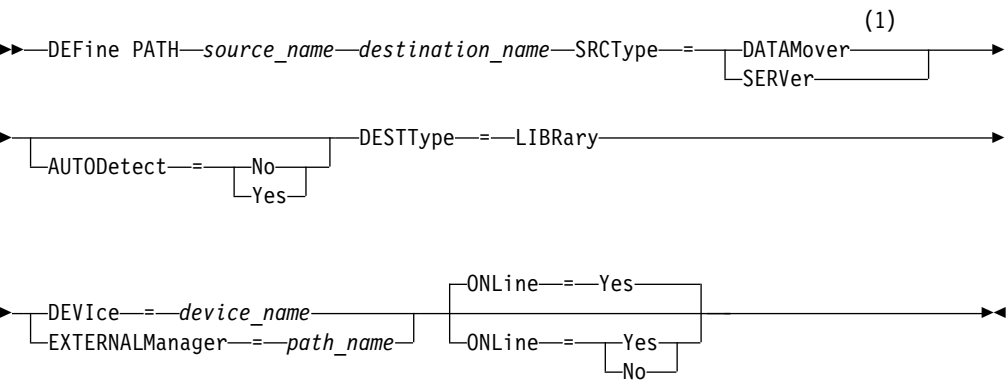 (1)
DEFine PATH source_name destination_name SRCType = DATAMover
SERVer
DESTType = LIBRary
AUTODetect = No
Yes
ONLine = Yes
DEVIce = device_name
EXTERNALManager = path_name ONLine = Yes
No